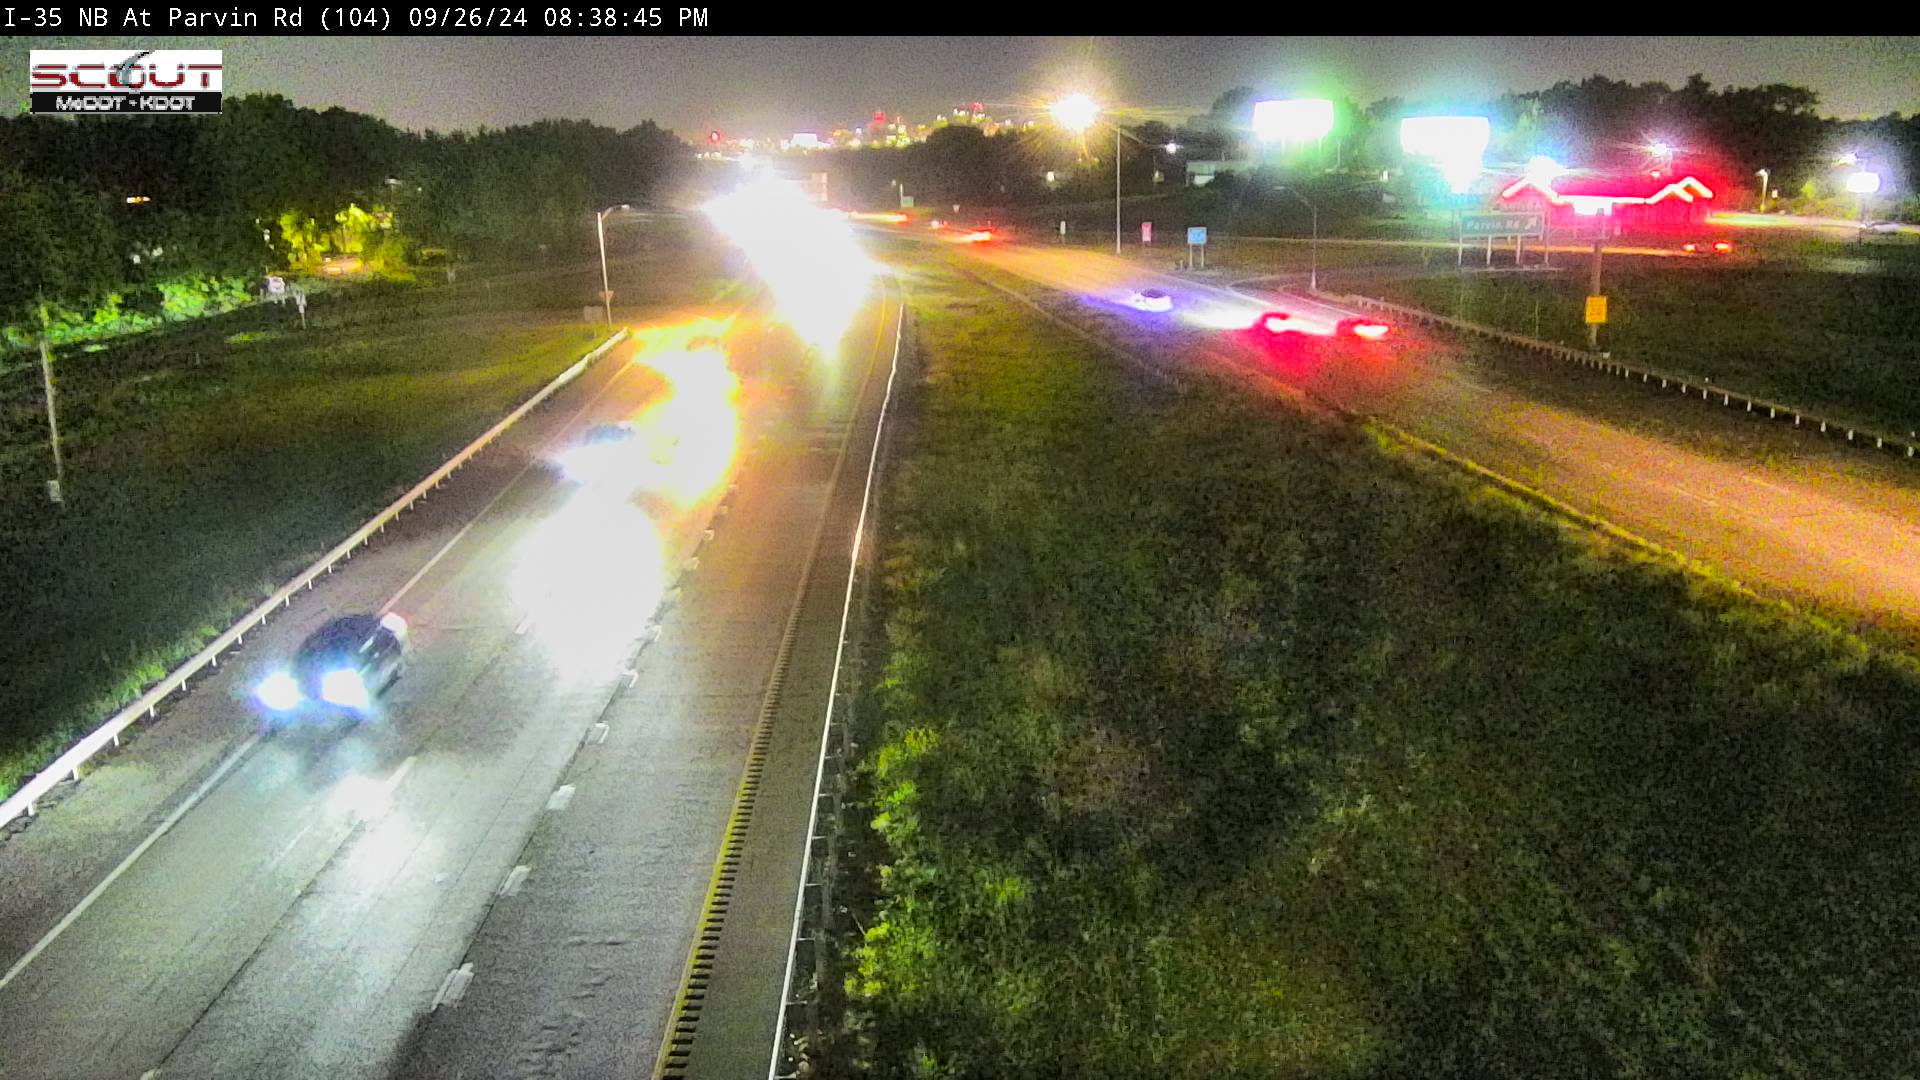 I-35 NB At Parvin Rd (104) 09/26/24 08:38:45 PM
SCOUT
MoDOT - KDOT
Parvin Rd